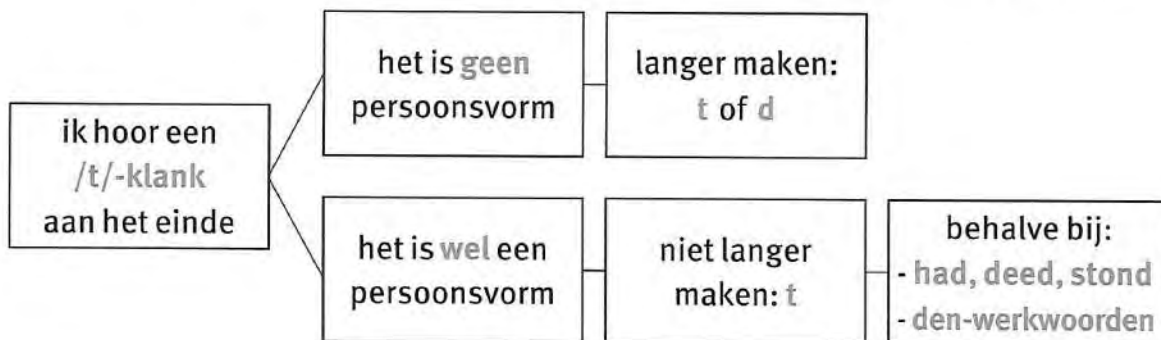 ik hoor een
/t/-klank
aan het einde
het is geen
persoonsvorm
langer maken:
t of d
het is wel een
persoonsvorm
niet langer
maken: t
behalve bij:
- had, deed, stond
- den-werkwoorden